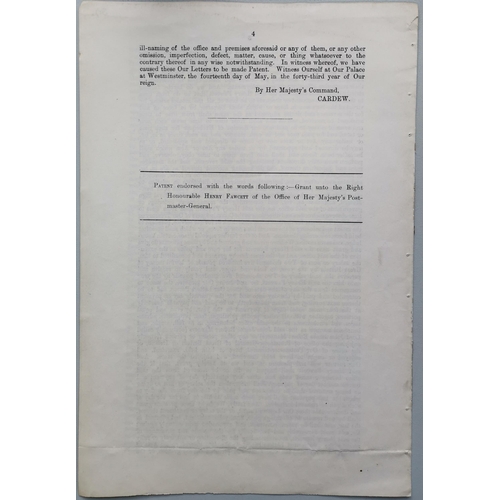 4
ill-naming of the office and premises aforesaid or any of them, or any other
omission, imperfection, defect, matter, cause, or thing whatsoever to the
contrary thereof in any wise notwithstanding. In witness whereof, we have
caused these Our Letters to be made Patent. Witness Ourself at Our Palace
at Westminster, the fourteenth day of May, in the forty-third year of Our
reign.
By Her Majesty's Command,
CARDEW.
PATENT endorsed with the words following:—Grant unto the Right
Honourable HENRY FAWCETT of the Office of Her Majesty's Post-
master-General.